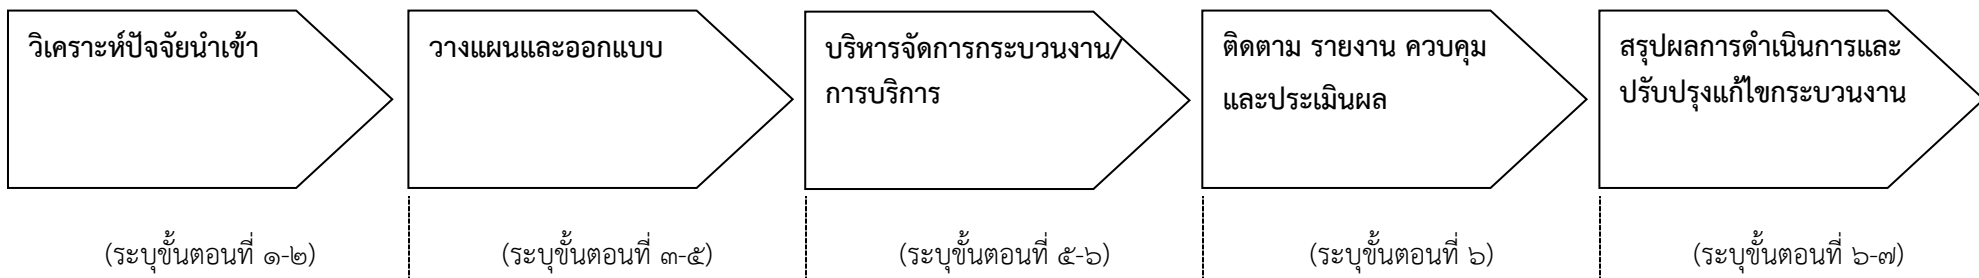 วิเคราะห์ปัจจัยนำเข้า
วางแผนและออกแบบ
บริหารจัดการกระบวนงาน/
การบริการ
ติดตาม รายงาน ควบคุม
และประเมินผล
สรุปผลการดำเนินการและ
ปรับปรุงแก้ไขกระบวนงาน
(ระบุขั้นตอนที่ ๑-๒)
(ระบุขั้นตอนที่ ๓-๕)
(ระบุขั้นตอนที่ ๕-๖)
(ระบุขั้นตอนที่ ๖)
(ระบุขั้นตอนที่ ๖-๗)